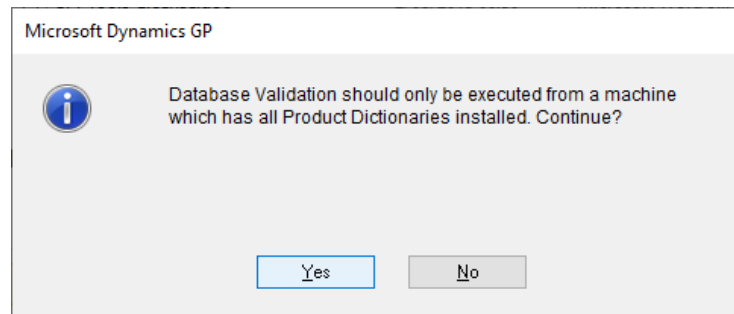 Microsoft Dynamics GP
Database Validation should only be executed from a machine
which has all Product Dictionaries installed. Continue?
Yes
No